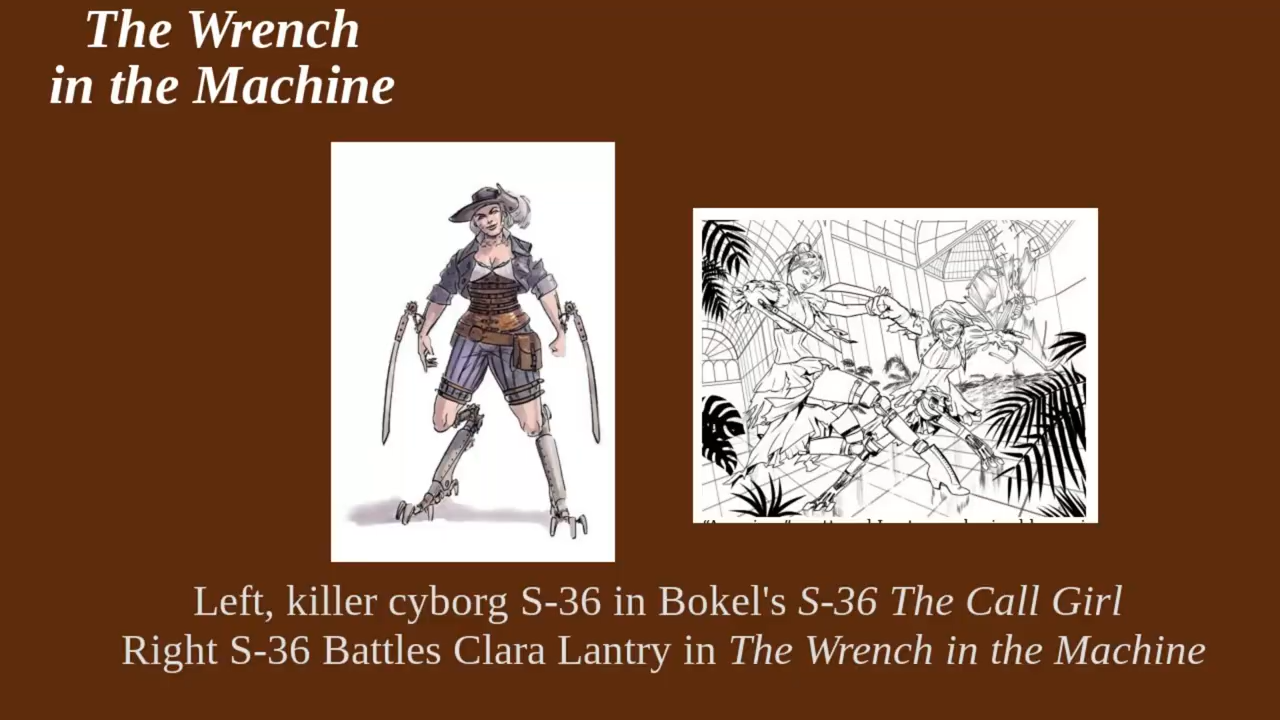 The Wrench
in the Machine
Left, killer cyborg S-36 in Bokel's S-36 The Call Girl
Right S-36 Battles Clara Lantry in The Wrench in the Machine